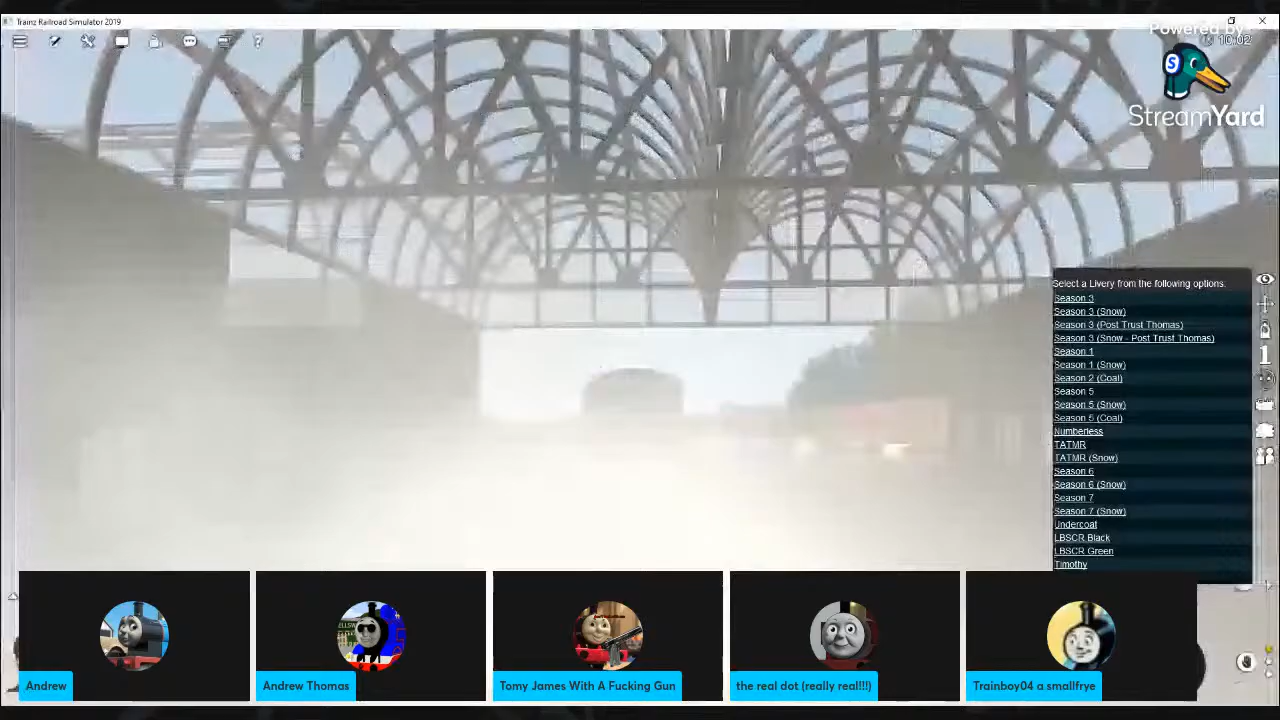 Trainz Railroad Simulator 2019
Powered by
10:02
S
StreamYard
Select a Livery from the following options:
Season 3
Season 3 (Snow)
Season 3 (Post Trust Thomas)
Season 3 (Snow - Post Trust Thomas)
Season 1
Season 1 (Snow)
Season 2 (Coal)
Season 5
Season 5 (Snow)
Season 5 (Coal)
Numberless
TATMR
TATMR (Snow)
Season 6
Season 6 (Snow)
Season 7
Season 7 (Snow)
Undercoat
LBSCR Black
LBSCR Green
Timothy
1
Andrew
Andrew Thomas
Tomy James With A Fucking Gun
the real dot (really real!!!)
Trainboy04 a smallfrye